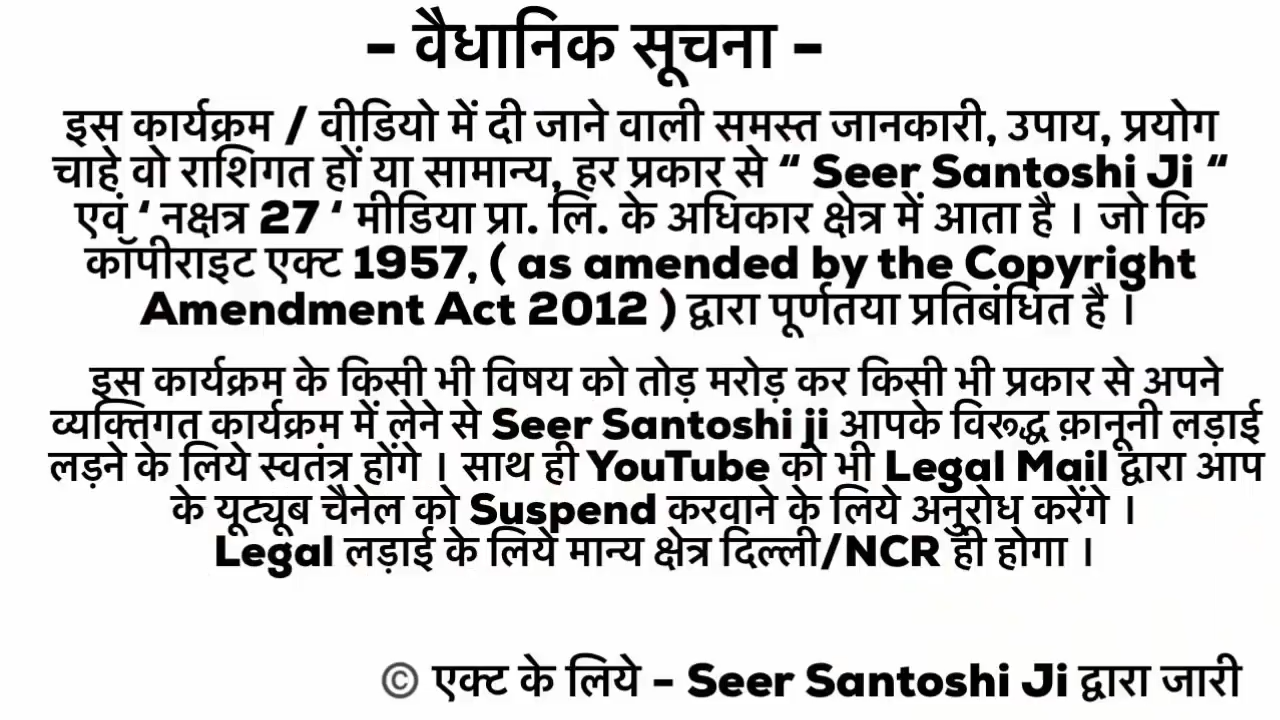 - वैधानिक सूचना -
इस कार्यक्रम / वीडियो में दी जाने वाली समस्त जानकारी, उपाय, प्रयोग
चाहे वो राशिगत हों या सामान्य, हर प्रकार से “ Seer Santoshi Ji “
एवं ‘ नक्षत्र 27 ‘ मीडिया प्रा. लि. के अधिकार क्षेत्र में आता है । जो कि
कॉपीराइट एक्ट 1957, ( as amended by the Copyright
Amendment Act 2012 ) द्वारा पूर्णतया प्रतिबंधित है ।
इस कार्यक्रम के किसी भी विषय को तोड़ मरोड़ कर किसी भी प्रकार से अपने
व्यक्तिगत कार्यक्रम में लेने से Seer Santoshi ji आपके विरूद्ध क़ानूनी लड़ाई
लड़ने के लिये स्वतंत्र होंगे । साथ ही YouTube को भी Legal Mail द्वारा आप
के यूट्यूब चैनेल को Suspend करवाने के लिये अनुरोध करेंगे ।
Legal लड़ाई के लिये मान्य क्षेत्र दिल्ली/NCR ही होगा ।
© एक्ट के लिये - Seer Santoshi Ji द्वारा जारी